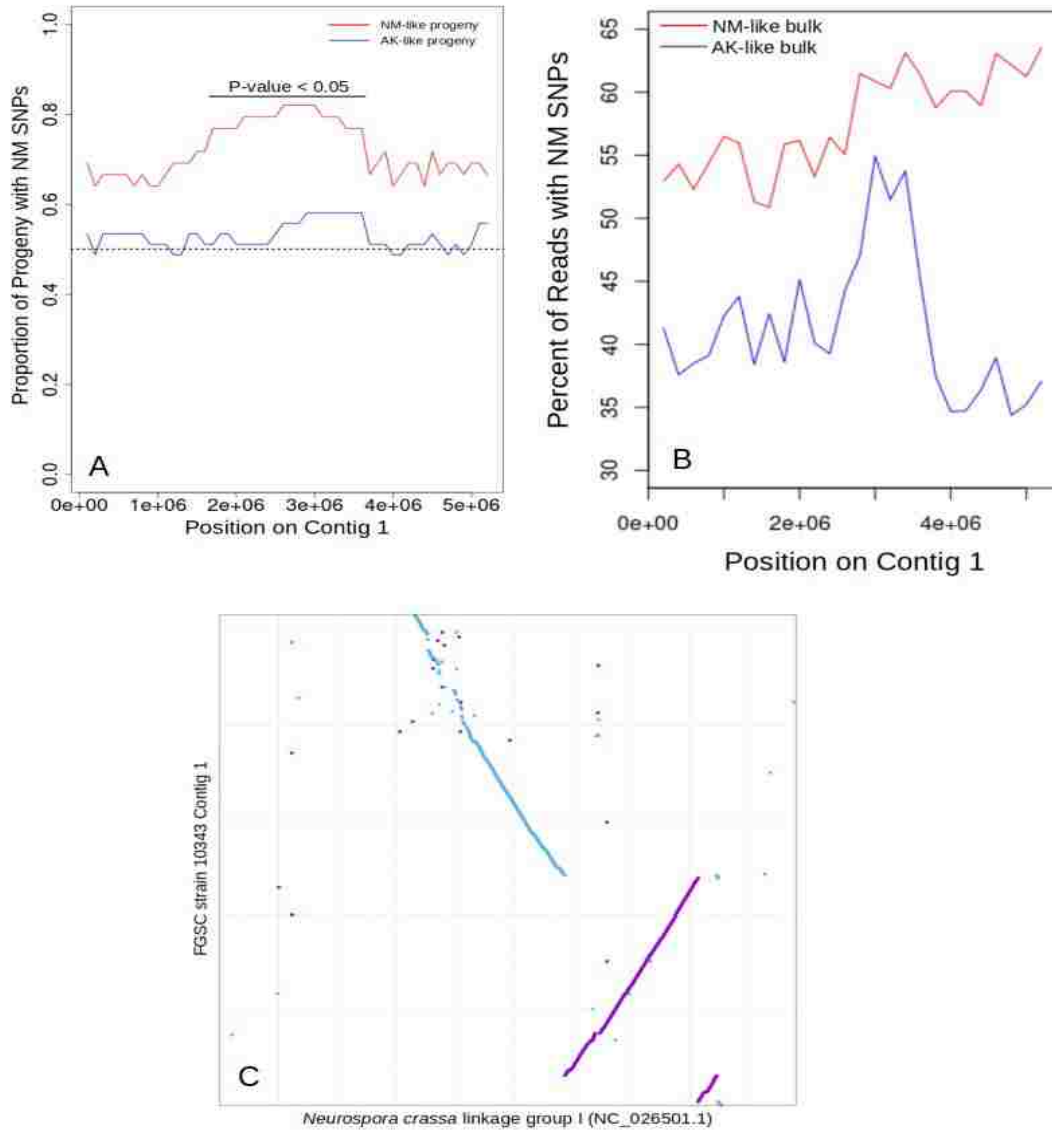 NM-like progeny
AK-like progeny
P-value < 0.05
Proportion of Progeny with NM SNPs
1.0
0.8
0.6
0.4
0.2
0.0
A
0e+00 1e+06 2e+06 3e+06 4e+06 5e+06
Position on Contig 1
NM-like bulk
AK-like bulk
Percent of Reads with NM SNPs
65
60
55
50
45
40
35
30
B
0e+00 2e+06 4e+06
Position on Contig 1
FGSC strain 10343 Contig 1
C
Neurospora crassa linkage group I (NC_026501.1)